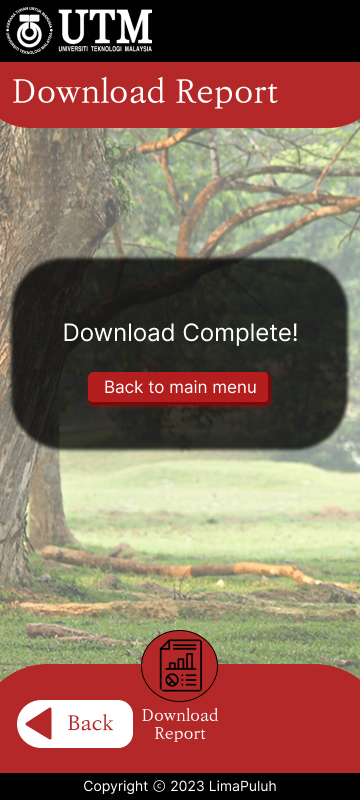 UTM
UNIVERSITI TEKNOLOGI MALAYSIA
Download Report
Download Complete!
Back to main menu
Back
Download
Report
Copyright © 2023 LimaPuluh